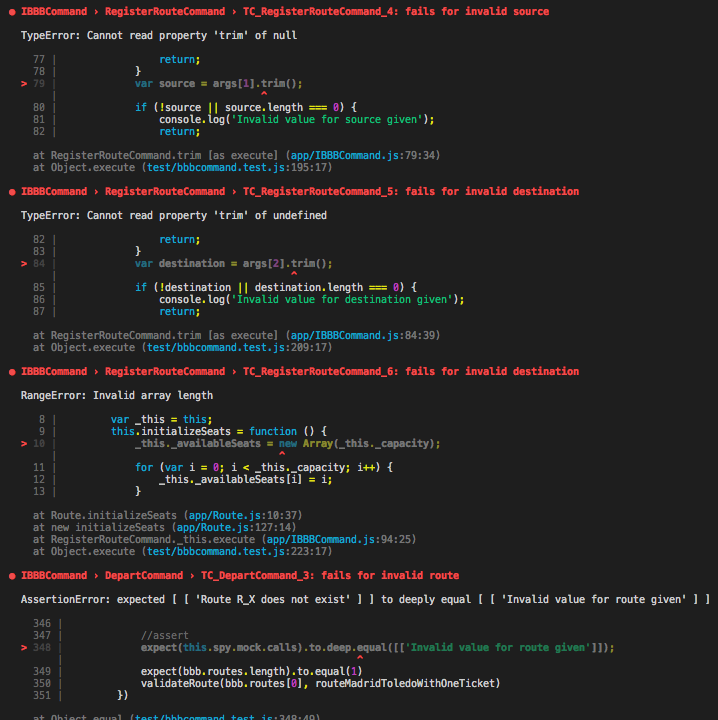 ● IBBBCommand › RegisterRouteCommand › TC_RegisterRouteCommand_4: fails for invalid source
TypeError: Cannot read property 'trim' of null
77 |                 return;
78 |             }
> 79 |             var source = args[1].trim();
|                                  ^
80 |             if (!source || source.length === 0) {
81 |                 console.log('Invalid value for source given');
82 |                 return;
at RegisterRouteCommand.trim [as execute] (app/IBBBCommand.js:79:34)
at Object.execute (test/bbbcommand.test.js:195:17)
● IBBBCommand › RegisterRouteCommand › TC_RegisterRouteCommand_5: fails for invalid destination
TypeError: Cannot read property 'trim' of undefined
82 |                 return;
83 |             }
> 84 |             var destination = args[2].trim();
|                                       ^
85 |             if (!destination || destination.length === 0) {
86 |                 console.log('Invalid value for destination given');
87 |                 return;
at RegisterRouteCommand.trim [as execute] (app/IBBBCommand.js:84:39)
at Object.execute (test/bbbcommand.test.js:209:17)
● IBBBCommand › RegisterRouteCommand › TC_RegisterRouteCommand_6: fails for invalid destination
RangeError: Invalid array length
8 |         var _this = this;
9 |         this.initializeSeats = function () {
> 10 |             _this._availableSeats = new Array(_this._capacity);
|                                     ^
11 |             for (var i = 0; i < _this._capacity; i++) {
12 |                 _this._availableSeats[i] = i;
13 |             }
at Route.initializeSeats (app/Route.js:10:37)
at new initializeSeats (app/Route.js:127:14)
at RegisterRouteCommand._this.execute (app/IBBBCommand.js:94:25)
at Object.execute (test/bbbcommand.test.js:223:17)
● IBBBCommand › DepartCommand › TC_DepartCommand_3: fails for invalid route
AssertionError: expected [ [ 'Route R_X does not exist' ] ] to deeply equal [ [ 'Invalid value for route given' ] ]
346 |
347 |             //assert
> 348 |             expect(this.spy.mock.calls).to.deep.equal([['Invalid value for route given']]);
|                                                 ^
349 |             expect(bbb.routes.length).to.equal(1)
350 |             validateRoute(bbb.routes[0], routeMadridToledoWithOneTicket)
351 |         })
at Object.equal (test/bbbcommand.test.js:348:49)